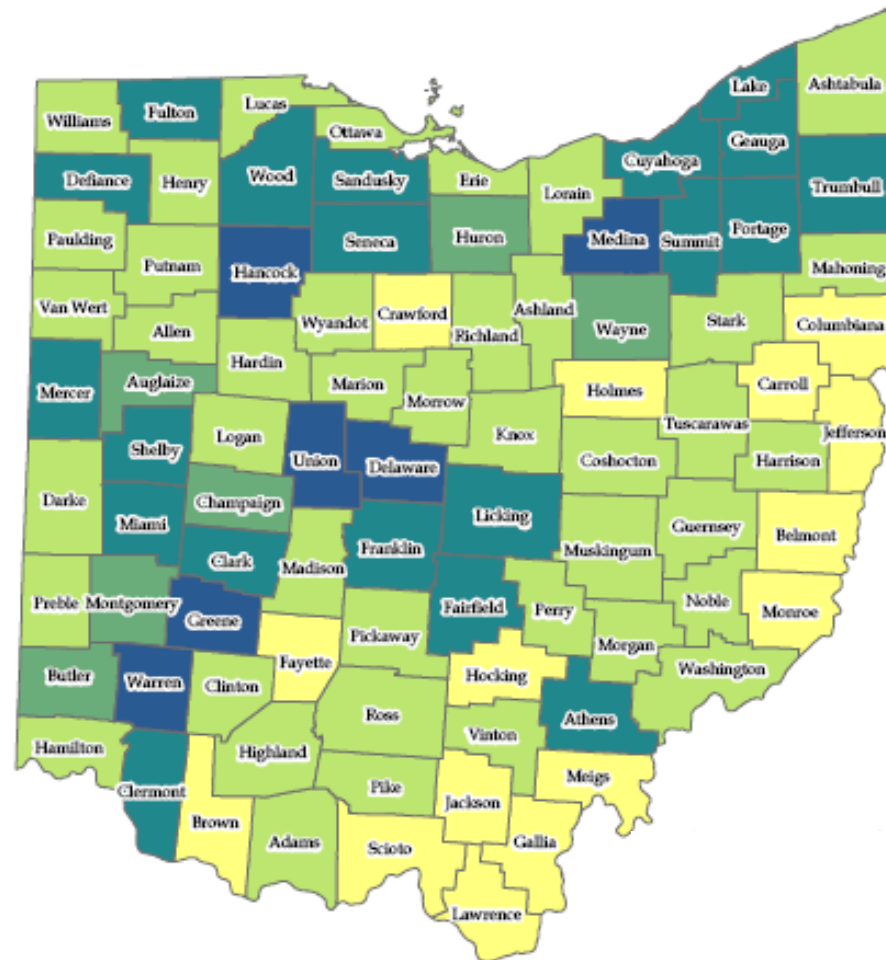 Lake
Ashtabula
Williams
Fulton
Lucas
Ottawa
Geauga
Cuyahoga
Defiance
Henry
Wood
Sandusky
Erie
Lorain
Trumbull
Paulding
Hancock
Seneca
Huron
Medina
Summit
Portage
Putnam
Mahoning
Van Wert
Allen
Wyandot
Crawford
Richland
Ashland
Wayne
Stark
Columbiana
Hardin
Mercer
Auglaize
Marion
Morrow
Holmes
Carroll
Tuscarawas
Jefferson
Logan
Knox
Shelby
Union
Delaware
Coshocton
Harrison
Darke
Champaign
Licking
Miami
Guernsey
Belmont
Franklin
Muskingum
Clark
Madison
Preble
Montgomery
Fairfield
Perry
Noble
Monroe
Greene
Pickaway
Morgan
Fayette
Washington
Butler
Warren
Clinton
Hocking
Ross
Athens
Vinton
Hamilton
Highland
Meigs
Clermont
Pike
Jackson
Brown
Adams
Scioto
Gallia
Lawrence